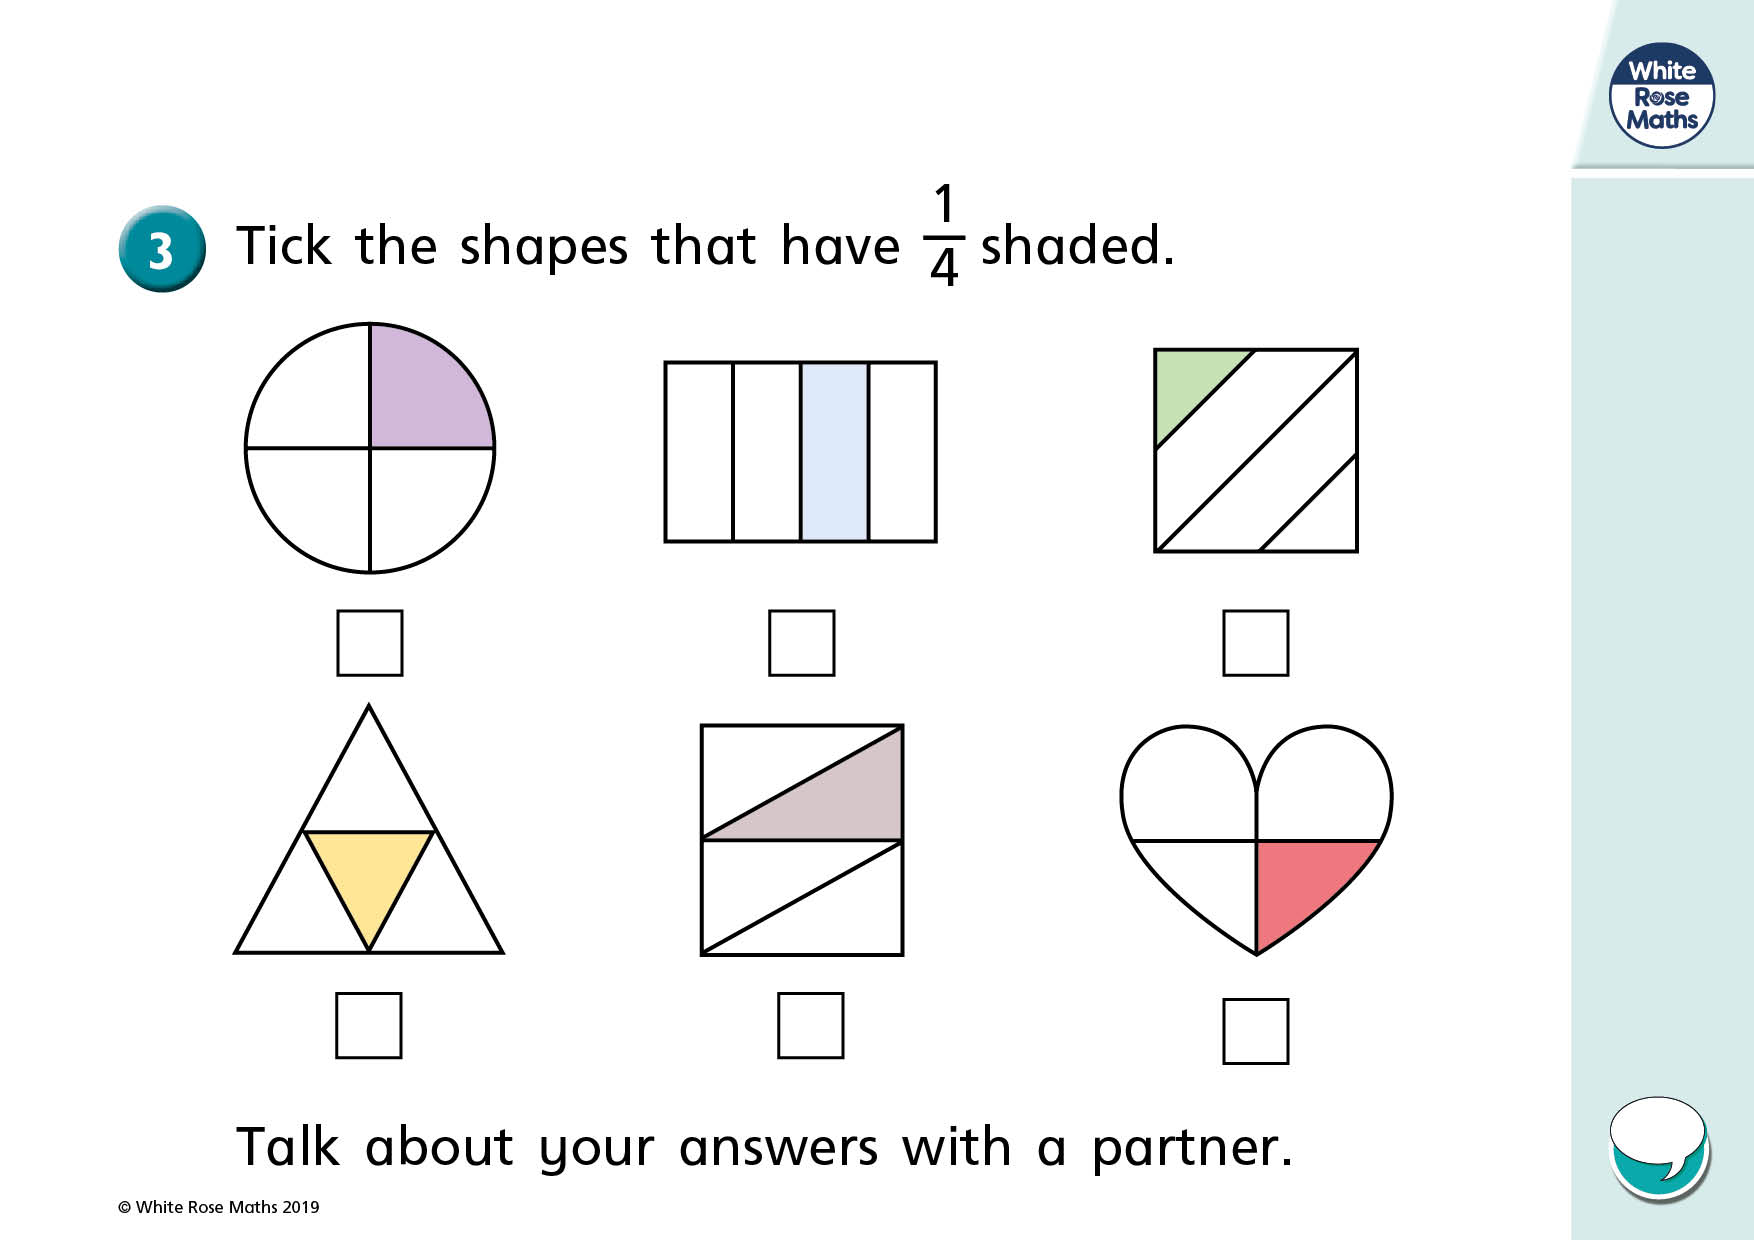 White
Rose
Maths
3 Tick the shapes that have 1/4 shaded.
Talk about your answers with a partner.
© White Rose Maths 2019